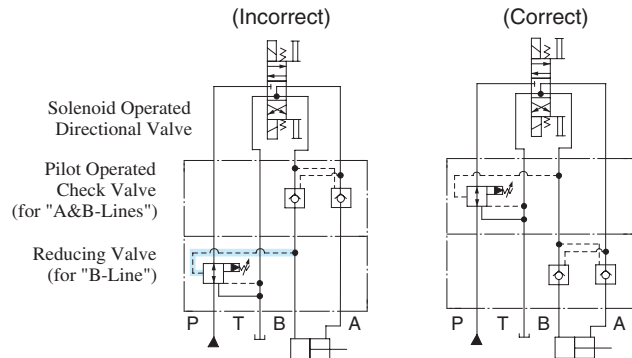 (Incorrect)
(Correct)
Solenoid Operated
Directional Valve
Pilot Operated
Check Valve
(for "A&B-Lines")
Reducing Valve
(for "B-Line")
P T B A
P T B A